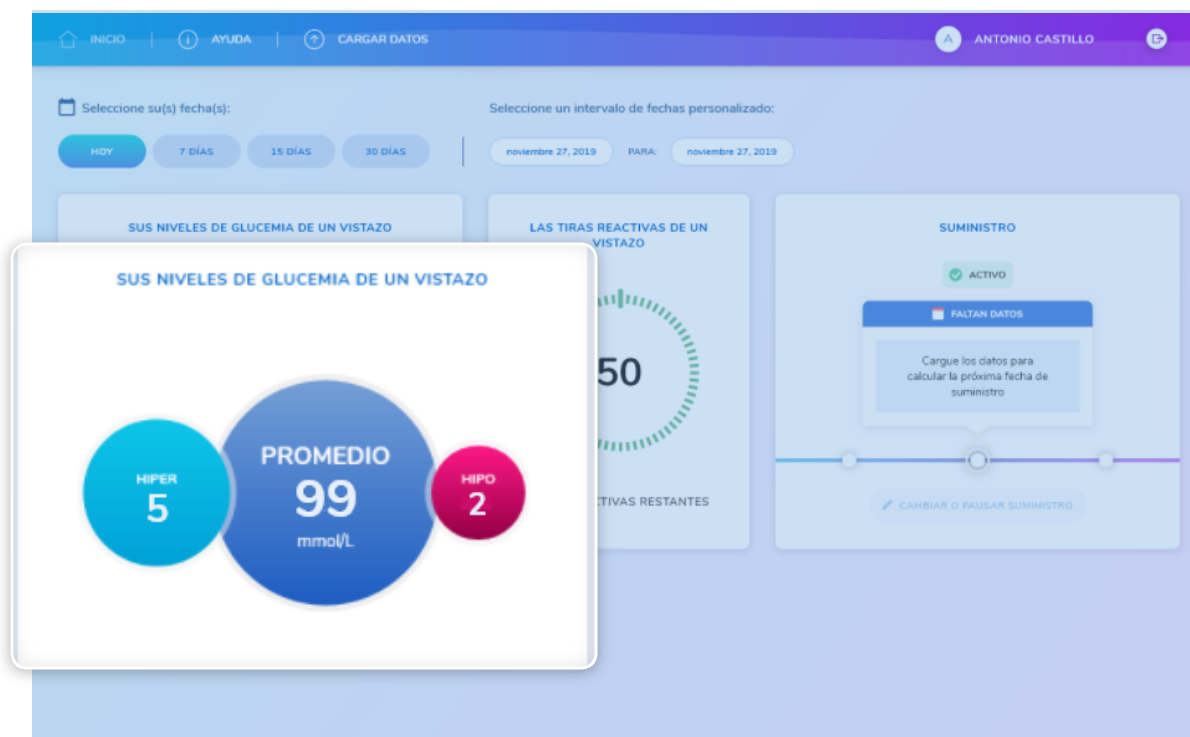 INICIO | AYUDA | CARGAR DATOS
A ANTONIO CASTILLO
Seleccione su(s) fecha(s):
HOY 7 DÍAS 15 DÍAS 30 DÍAS
Seleccione un intervalo de fechas personalizado:
noviembre 27, 2019 PARA: noviembre 27, 2019
SUS NIVELES DE GLUCEMIA DE UN VISTAZO
SUS NIVELES DE GLUCEMIA DE UN VISTAZO
HIPER
5
PROMEDIO
99
mmol/L
HIPO
2
LAS TIRAS REACTIVAS DE UN
VISTAZO
50
RESTANTES
SUMINISTRO
ACTIVO
FALTAN DATOS
Cargue los datos para
calcular la próxima fecha de
suministro
CAMBIAR O PAUSAR SUMINISTRO